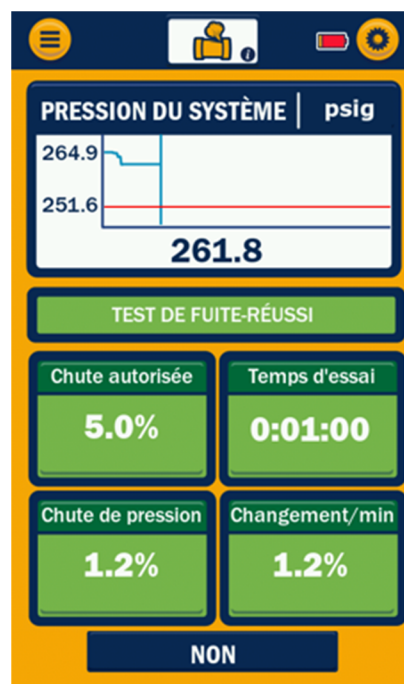 PRESSION DU SYSTÈME psig
264.9
251.6
261.8
TEST DE FUITE-RÉUSSI
Chute autorisée
5.0%
Temps d'essai
0:01:00
Chute de pression
1.2%
Changement/min
1.2%
NON